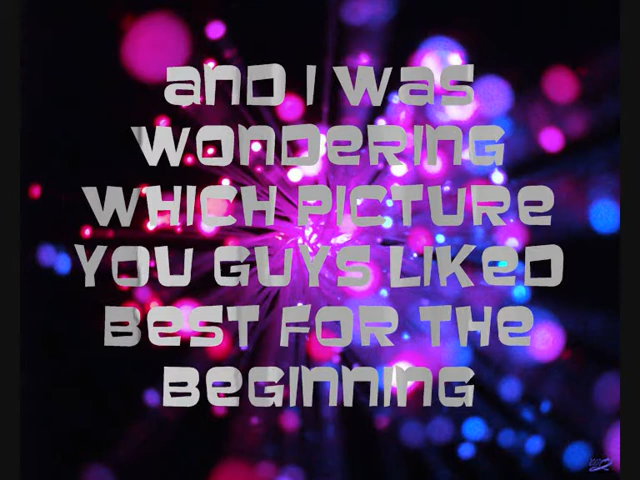 and I was
wondering
which picture
you guys liked
best for the
beginning